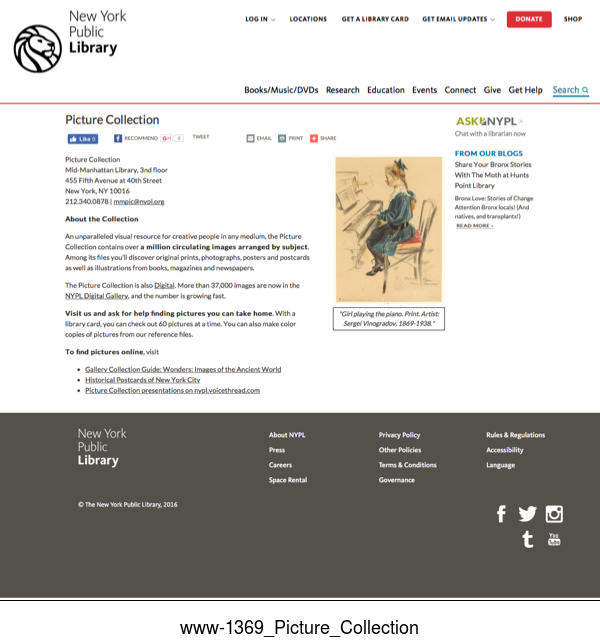 New York
Public
Library
LOG IN
LOCATIONS
GET A LIBRARY CARD
GET EMAIL UPDATES
DONATE
SHOP
Books/Music/DVDs Research Education Events Connect Give Get Help Search
Picture Collection
Like 0
RECOMMEND
G+1 0
TWEET
EMAIL
PRINT
SHARE
Picture Collection
Mid-Manhattan Library, 3nd floor
455 Fifth Avenue at 40th Street
New York, NY 10016
212.340.0878 | mmpic@nypl.org
About the Collection
An unparalleled visual resource for creative people in any medium, the Picture
Collection contains over a million circulating images arranged by subject.
Among its files you'll discover original prints, photographs, posters and postcards
as well as illustrations from books, magazines and newspapers.
The Picture Collection is also Digital. More than 37,000 images are now in the
NYPL Digital Gallery, and the number is growing fast.
Visit us and ask for help finding pictures you can take home. With a
library card, you can check out 60 pictures at a time. You can also make color
copies of pictures from our reference files.
To find pictures online, visit
• Gallery Collection Guide: Wonders: Images of the Ancient World
• Historical Postcards of New York City
• Picture Collection presentations on nypl.voicethread.com
"Girl playing the piano. Print. Artist:
Sergei Vinogradov, 1869-1938."
ASK NYPL >
Chat with a librarian now
FROM OUR BLOGS
Share Your Bronx Stories
With The Moth at Hunts
Point Library
Bronx Love: Stories of Change
Attention Bronx locals! (And
natives, and transplants!)
READ MORE ›
New York
Public
Library
About NYPL
Press
Careers
Space Rental
Privacy Policy
Other Policies
Terms & Conditions
Governance
Rules & Regulations
Accessibility
Language
© The New York Public Library, 2016
You
Tube
www-1369_Picture_Collection